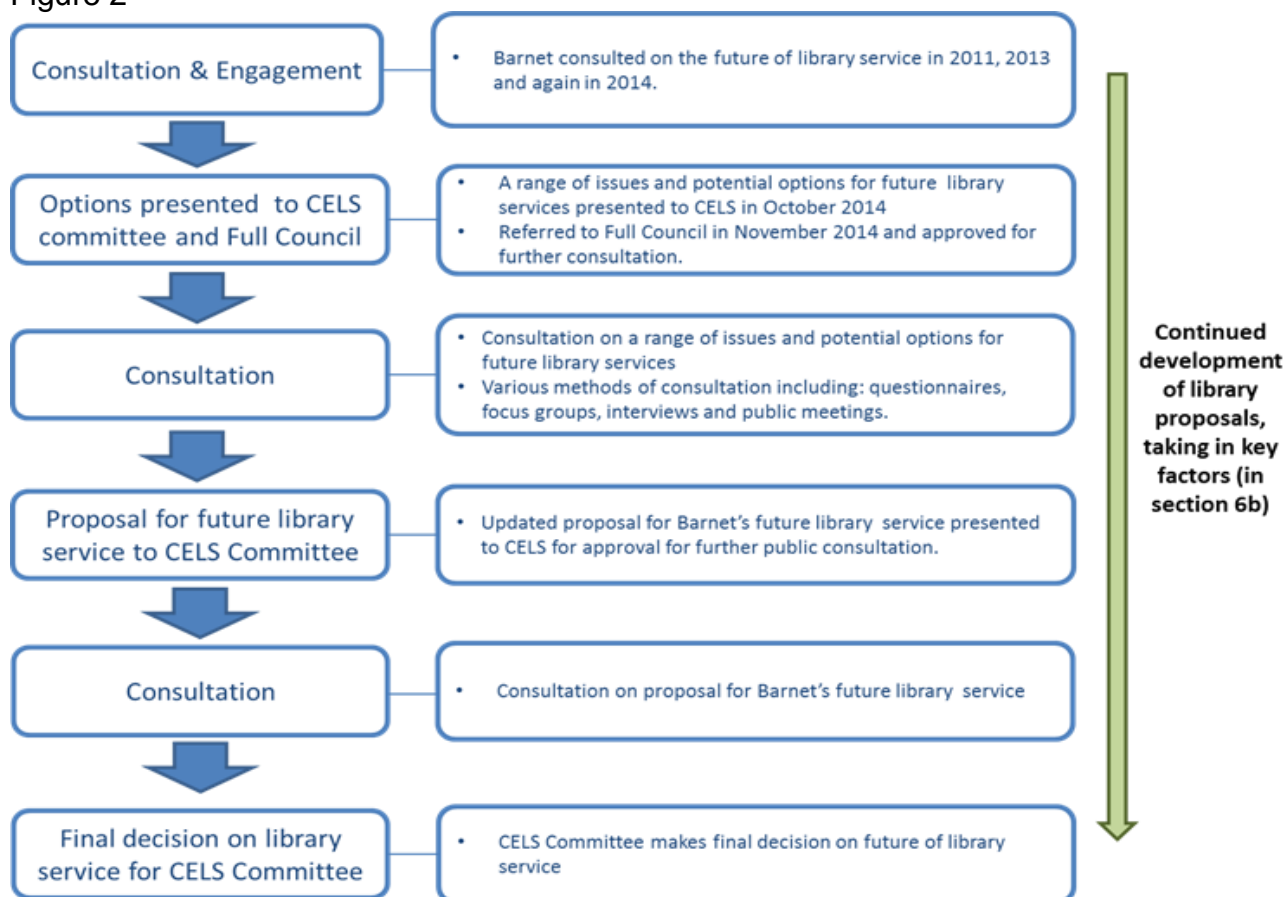 Figure 2
Consultation & Engagement
• Barnet consulted on the future of library service in 2011, 2013
and again in 2014.
Options presented to CELS
committee and Full Council
• A range of issues and potential options for future library
services presented to CELS in October 2014
• Referred to Full Council in November 2014 and approved for
further consultation.
Consultation
• Consultation on a range of issues and potential options for
future library services
• Various methods of consultation including: questionnaires,
focus groups, interviews and public meetings.
Proposal for future library
service to CELS Committee
• Updated proposal for Barnet's future library service presented
to CELS for approval for further public consultation.
Consultation
• Consultation on proposal for Barnet's future library service
Final decision on library
service for CELS Committee
• CELS Committee makes final decision on future of library
service
Continued
development
of library
proposals,
taking in key
factors (in
section 6b)